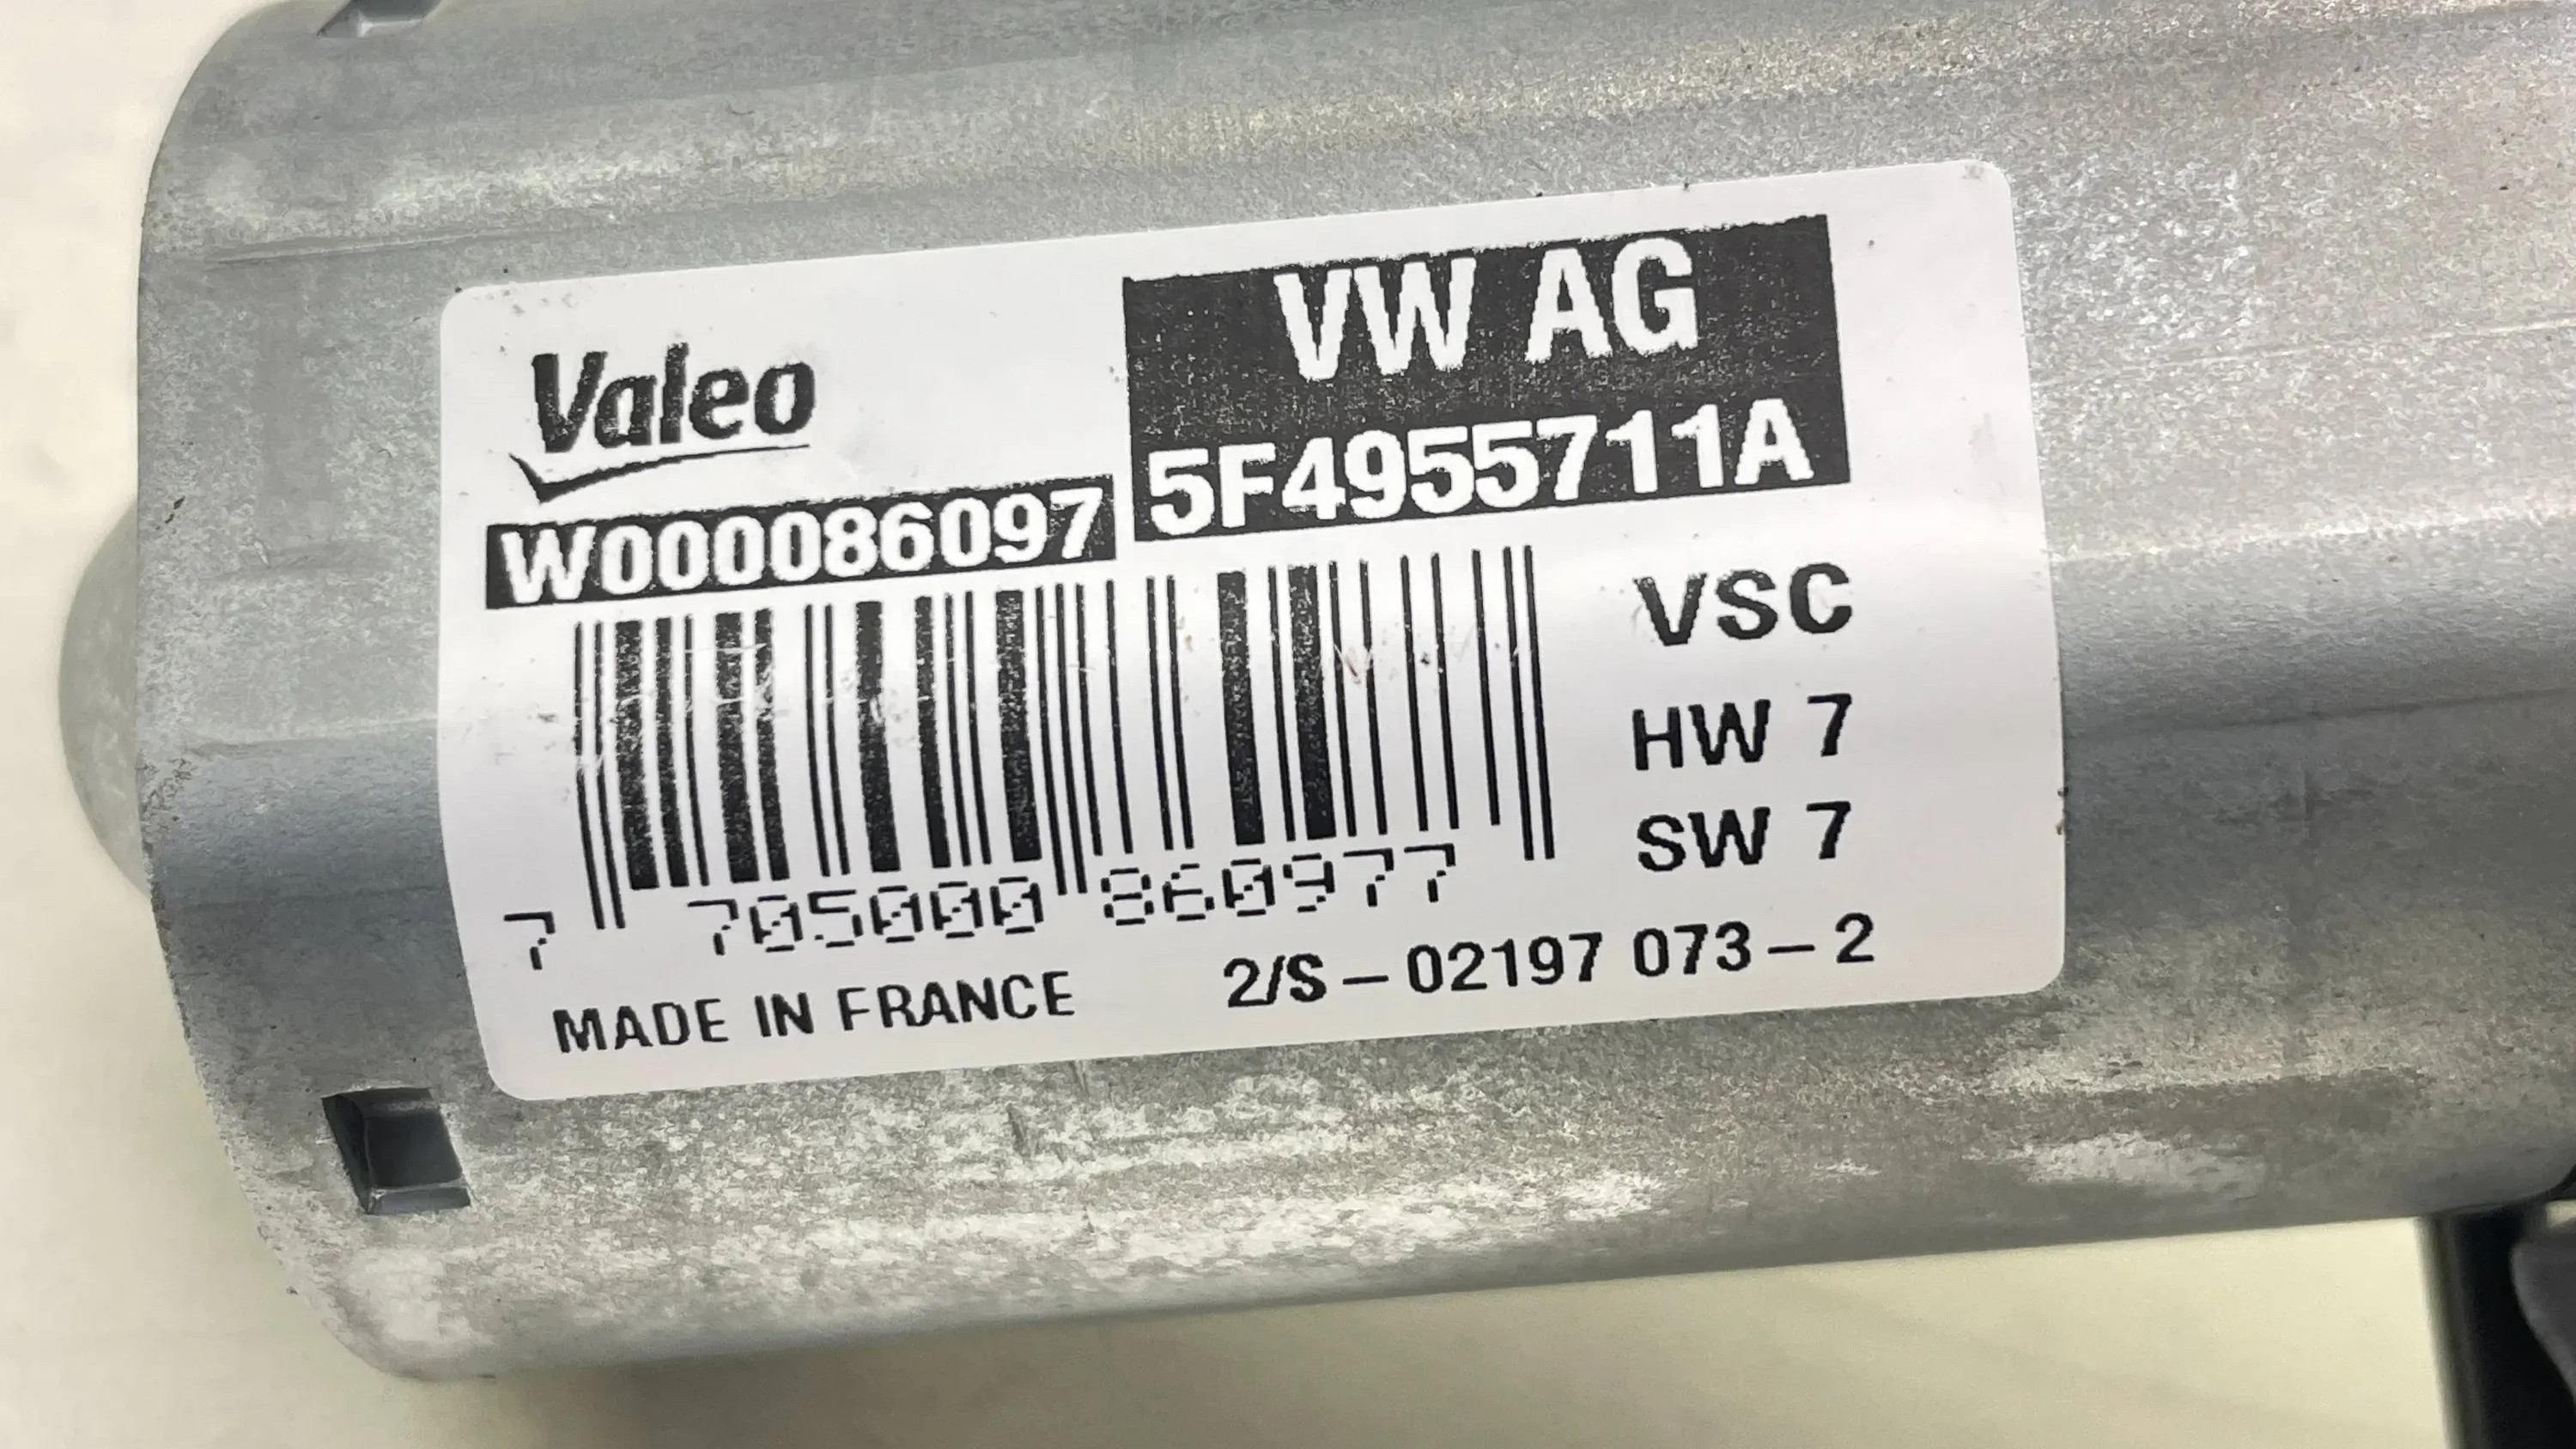 Valeo
VW AG
W000086097
5F4955711A
VSC
HW 7
SW 7
7 705000 860977
MADE IN FRANCE
2/S-02197 073-2